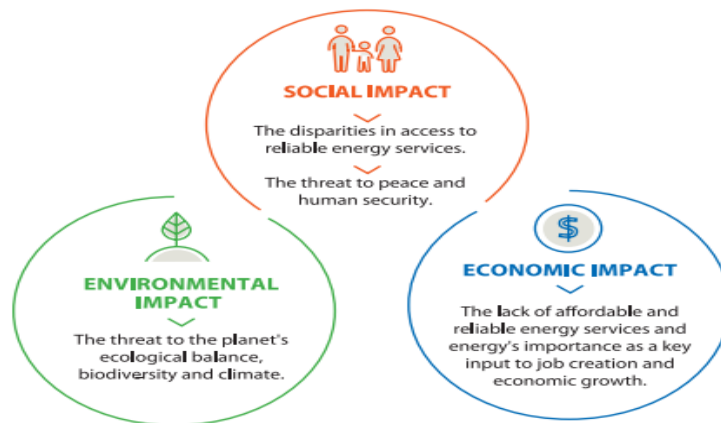 SOCIAL IMPACT
The disparities in access to
reliable energy services.
The threat to peace and
human security.
ENVIRONMENTAL
IMPACT
The threat to the planet's
ecological balance,
biodiversity and climate.
$
ECONOMIC IMPACT
The lack of affordable and
reliable energy services and
energy's importance as a key
input to job creation and
economic growth.